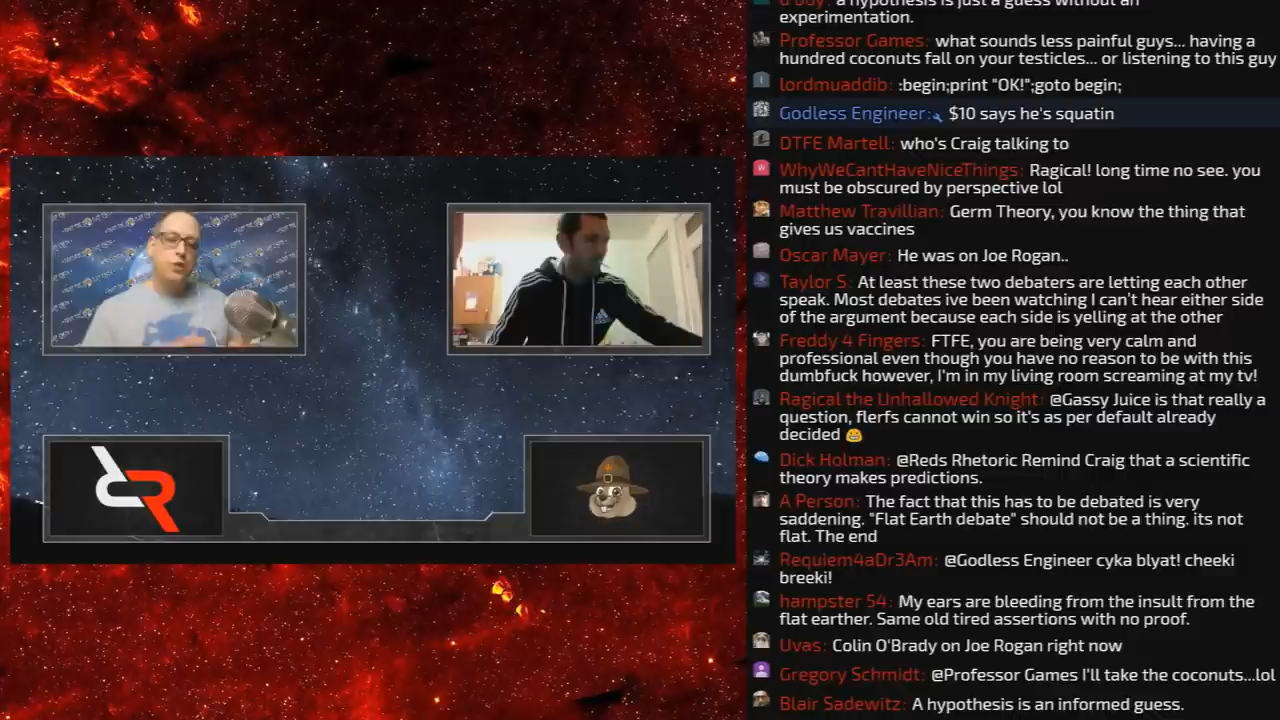 a hypothesis is just a guess without an
experimentation.
Professor Games: what sounds less painful guys... having a
hundred coconuts fall on your testicles... or listening to this guy
lordmuaddib: :begin;print "OK!";goto begin;
Godless Engineer: $10 says he's squatin
DTFE Martell: who's Craig talking to
WhyWeCantHaveNiceThings: Ragical! long time no see. you
must be obscured by perspective lol
Matthew Travillian: Germ Theory, you know the thing that
gives us vaccines
Oscar Mayer: He was on Joe Rogan..
Taylor S: At least these two debaters are letting each other
speak. Most debates ive been watching I can't hear either side
of the argument because each side is yelling at the other
Freddy 4 Fingers: FTFE, you are being very calm and
professional even though you have no reason to be with this
dumbfuck however, I'm in my living room screaming at my tv!
Ragical the Unhallowed Knight: @Gassy Juice is that really a
question, flerfs cannot win so it's as per default already
decided 😄
Dick Holman: @Reds Rhetoric Remind Craig that a scientific
theory makes predictions.
A Person: The fact that this has to be debated is very
saddening. "Flat Earth debate" should not be a thing. its not
flat. The end
Requiem4aDr3Am: @Godless Engineer cyka blyat! cheeki
breeki!
hampster 54: My ears are bleeding from the insult from the
flat earther. Same old tired assertions with no proof.
Uvas: Colin O'Brady on Joe Rogan right now
Gregory Schmidt: @Professor Games I'll take the coconuts...lol
Blair Sadewitz: A hypothesis is an informed guess.